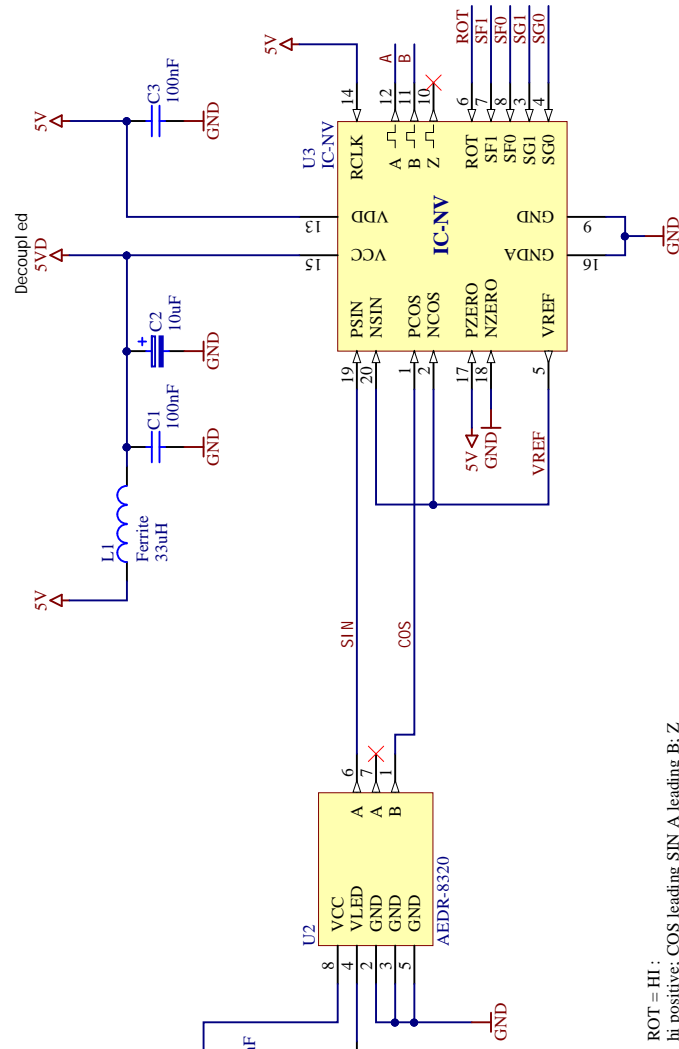 Decoupled
5V
5VD
5V
5V
L1
Ferrite
33uH
C1
100nF
GND
C2
10uF
+
GND
C3
100nF
GND
U3
IC-NV
IC-NV
VCC
15
VDD
13
RCLK
14
A
12
A
B
11
B
Z
10
ROT
6
ROT
SF1
7
SF1
SF0
8
SF0
SG1
3
SG1
SG0
4
SG0
PSIN
19
NSIN
20
PCOS
1
NCOS
2
PZERO
17
5V
NZERO
18
GND
VREF
5
VREF
GNDA
16
GND
9
GND
SIN
COS
U2
AEDR-8320
VCC
8
VLED
4
GND
2
GND
3
GND
5
A
6
A
7
B
1
GND
nF
ROT = HI :
hi positive: COS leading SIN A leading B: Z